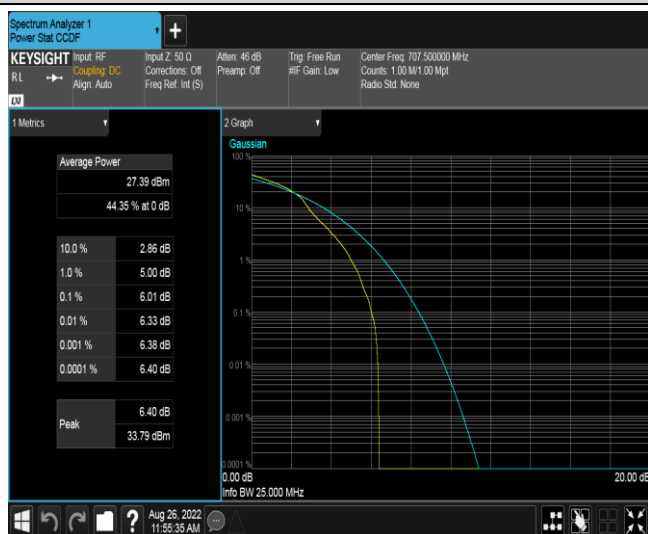 Spectrum Analyzer 1
Power Stat CCDF
+
KEYSIGHT
R L
LXI
Input: RF
Coupling: DC
Align: Auto
Input Z: 50 Ω
Corrections: Off
Freq Ref: Int (S)
Atten: 46 dB
Preamp: Off
Trig: Free Run
#IF Gain: Low
Center Freq: 707.500000 MHz
Counts: 1.00 M/1.00 Mpt
Radio Std: None
1 Metrics
Average Power
27.39 dBm
44.35 % at 0 dB
10.0 % 2.86 dB
1.0 % 5.00 dB
0.1 % 6.01 dB
0.01 % 6.33 dB
0.001 % 6.38 dB
0.0001 % 6.40 dB
Peak
6.40 dB
33.79 dBm
2 Graph
Gaussian
100 %
10 %
1 %
0.1 %
0.01 %
0.001 %
0.0001 %
0.00 dB 20.00 dB
Info BW 25.000 MHz
?
Aug 26, 2022
11:55:35 AM